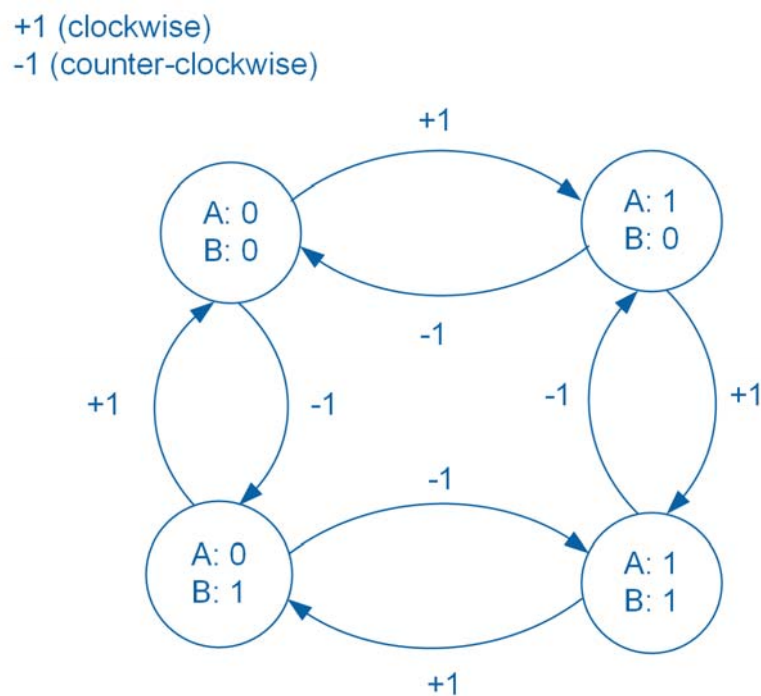 +1 (clockwise)
-1 (counter-clockwise)
+1
A: 0
B: 0
A: 1
B: 0
-1
+1
-1
-1
+1
-1
A: 0
B: 1
A: 1
B: 1
+1